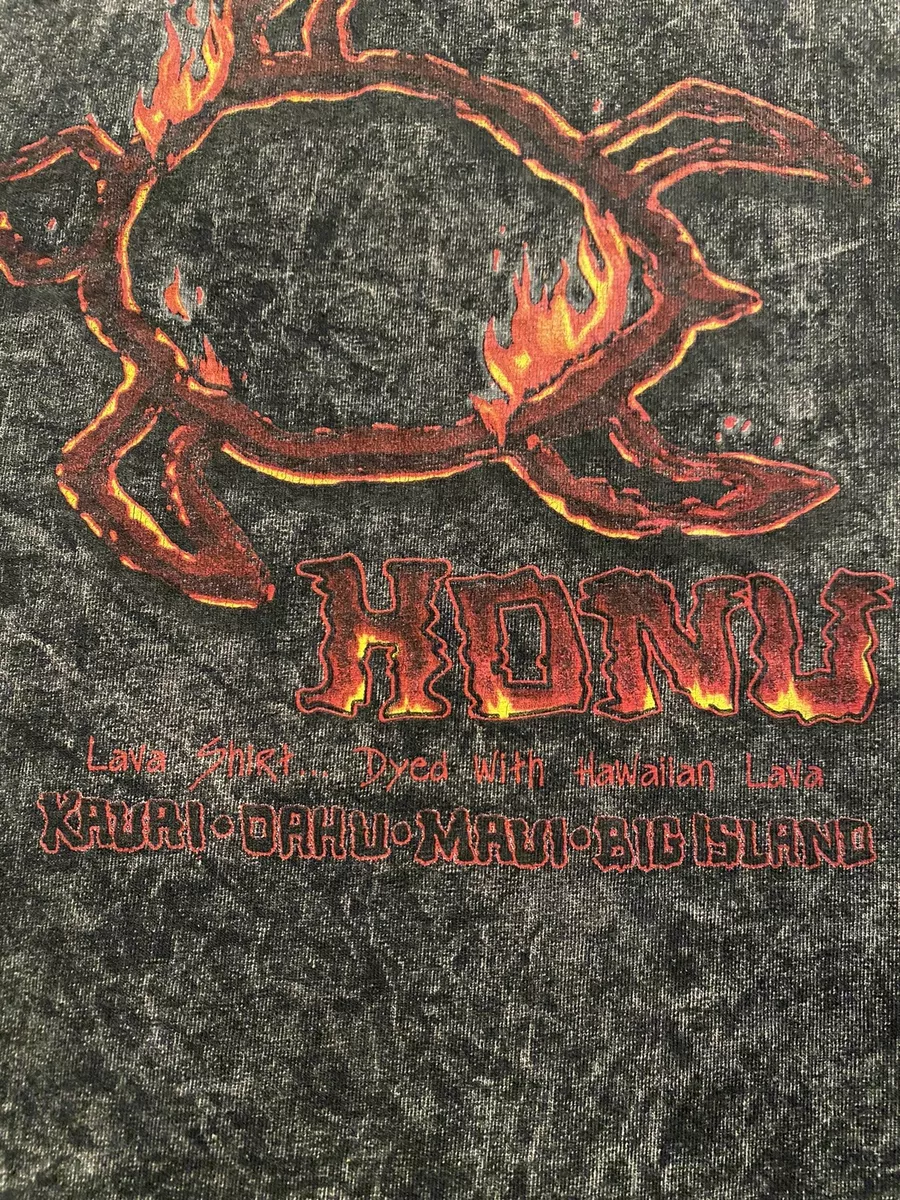 HONU
Lava Shirt... Dyed with Hawaiian Lava
KAUAI • OAHU • MAUI • BIG ISLAND